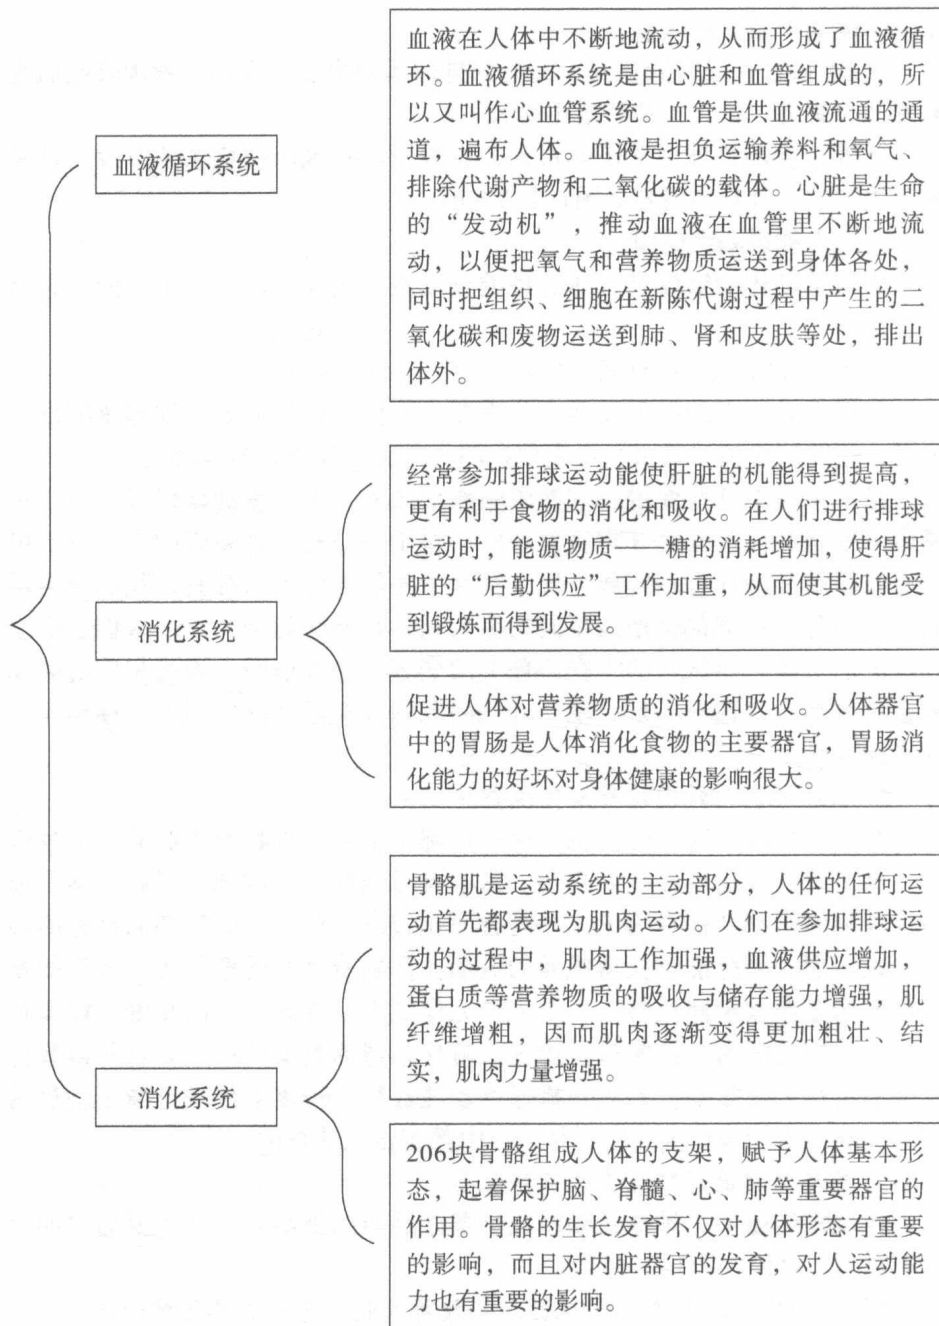 血液循环系统
血液在人体中不断地流动，从而形成了血液循
环。血液循环系统是由心脏和血管组成的，所
以又叫作心血管系统。血管是供血液流通的通
道，遍布人体。血液是担负运输养料和氧气、
排除代谢产物和二氧化碳的载体。心脏是生命
的“发动机”，推动血液在血管里不断地流
动，以便把氧气和营养物质运送到身体各处，
同时把组织、细胞在新陈代谢过程中产生的二
氧化碳和废物运送到肺、肾和皮肤等处，排出
体外。
消化系统
经常参加排球运动能使肝脏的机能得到提高，
更有利于食物的消化和吸收。在人们进行排球
运动时，能源物质——糖的消耗增加，使得肝
脏的“后勤供应”工作加重，从而使其机能受
到锻炼而得到发展。
促进人体对营养物质的消化和吸收。人体器官
中的胃肠是人体消化食物的主要器官，胃肠消
化能力的好坏对身体健康的影响很大。
消化系统
骨骼肌是运动系统的主动部分，人体的任何运
动首先都表现为肌肉运动。人们在参加排球运
动的过程中，肌肉工作加强，血液供应增加，
蛋白质等营养物质的吸收与储存能力增强，肌
纤维增粗，因而肌肉逐渐变得更加粗壮、结
实，肌肉力量增强。
206块骨骼组成人体的支架，赋予人体基本形
态，起着保护脑、脊髓、心、肺等重要器官的
作用。骨骼的生长发育不仅对人体形态有重要
的影响，而且对内脏器官的发育，对人运动能
力也有重要的影响。